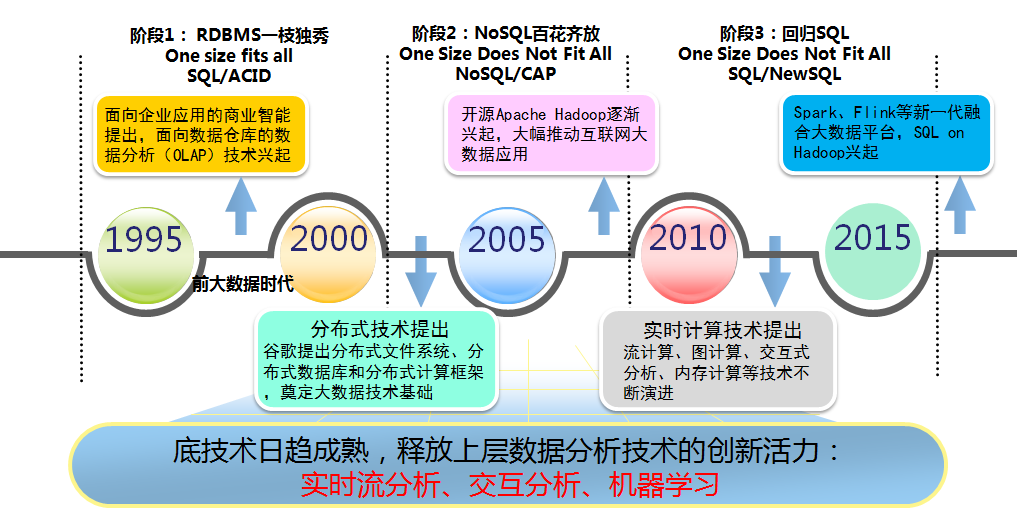 阶段1： RDBMS一枝独秀
One size fits all
SQL/ACID
阶段2：NoSQL百花齐放
One Size Does Not Fit All
NoSQL/CAP
阶段3：回归SQL
One Size Does Not Fit All
SQL/NewSQL
面向企业应用的商业智能
提出，面向数据仓库的数
据分析（OLAP）技术兴起
开源Apache Hadoop逐渐
兴起，大幅推动互联网大
数据应用
Spark、Flink等新一代融
合大数据平台，SQL on
Hadoop兴起
1995
2000
2005
2010
2015
前大数据时代
分布式技术提出
谷歌提出分布式文件系统、分
布式数据库和分布式计算框架
，奠定大数据技术基础
实时计算技术提出
流计算、图计算、交互式
分析、内存计算等技术不
断演进
底技术日趋成熟，释放上层数据分析技术的创新活力：
实时流分析、交互分析、机器学习